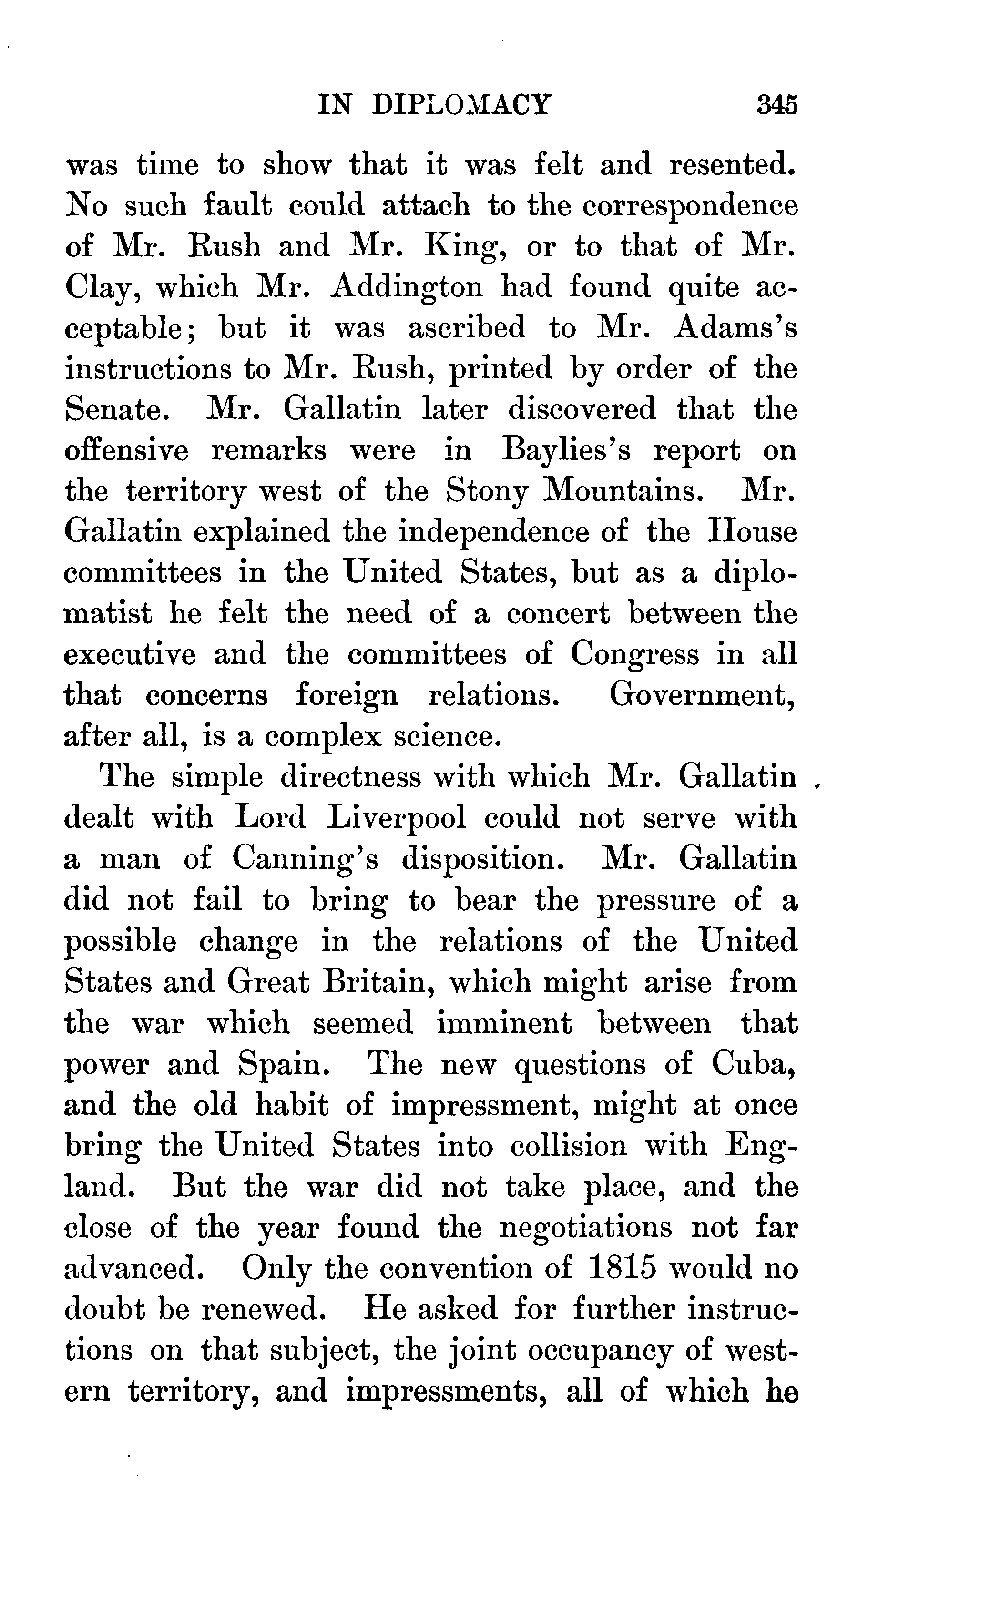 IN DIPLOMACY 345
was time to show that it was felt and resented.
No such fault could attach to the correspondence
of Mr. Rush and Mr. King, or to that of Mr.
Clay, which Mr. Addington had found quite ac-
ceptable; but it was ascribed to Mr. Adams's
instructions to Mr. Rush, printed by order of the
Senate. Mr. Gallatin later discovered that the
offensive remarks were in Baylies's report on
the territory west of the Stony Mountains. Mr.
Gallatin explained the independence of the House
committees in the United States, but as a diplo-
matist he felt the need of a concert between the
executive and the committees of Congress in all
that concerns foreign relations. Government,
after all, is a complex science.
The simple directness with which Mr. Gallatin
dealt with Lord Liverpool could not serve with
a man of Canning's disposition. Mr. Gallatin
did not fail to bring to bear the pressure of a
possible change in the relations of the United
States and Great Britain, which might arise from
the war which seemed imminent between that
power and Spain. The new questions of Cuba,
and the old habit of impressment, might at once
bring the United States into collision with Eng-
land. But the war did not take place, and the
close of the year found the negotiations not far
advanced. Only the convention of 1815 would no
doubt be renewed. He asked for further instruc-
tions on that subject, the joint occupancy of west-
ern territory, and impressments, all of which he